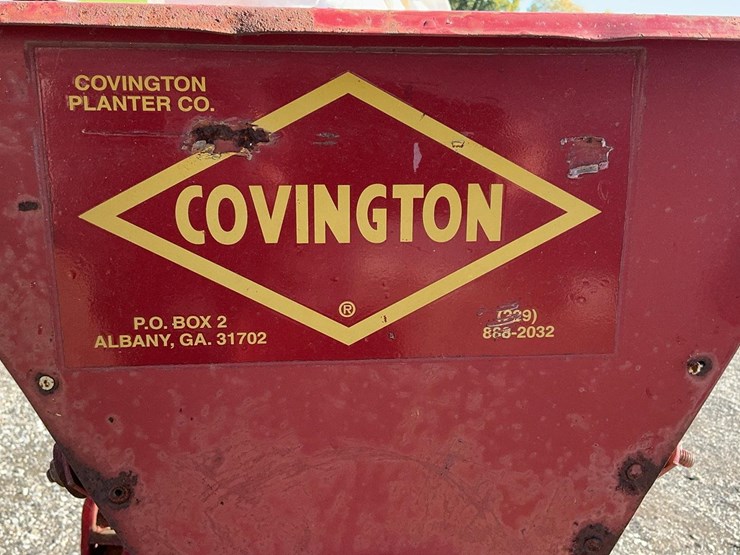 COVINGTON
PLANTER CO.
COVINGTON
®
P.O. BOX 2
ALBANY, GA. 31702
(229)
888-2032